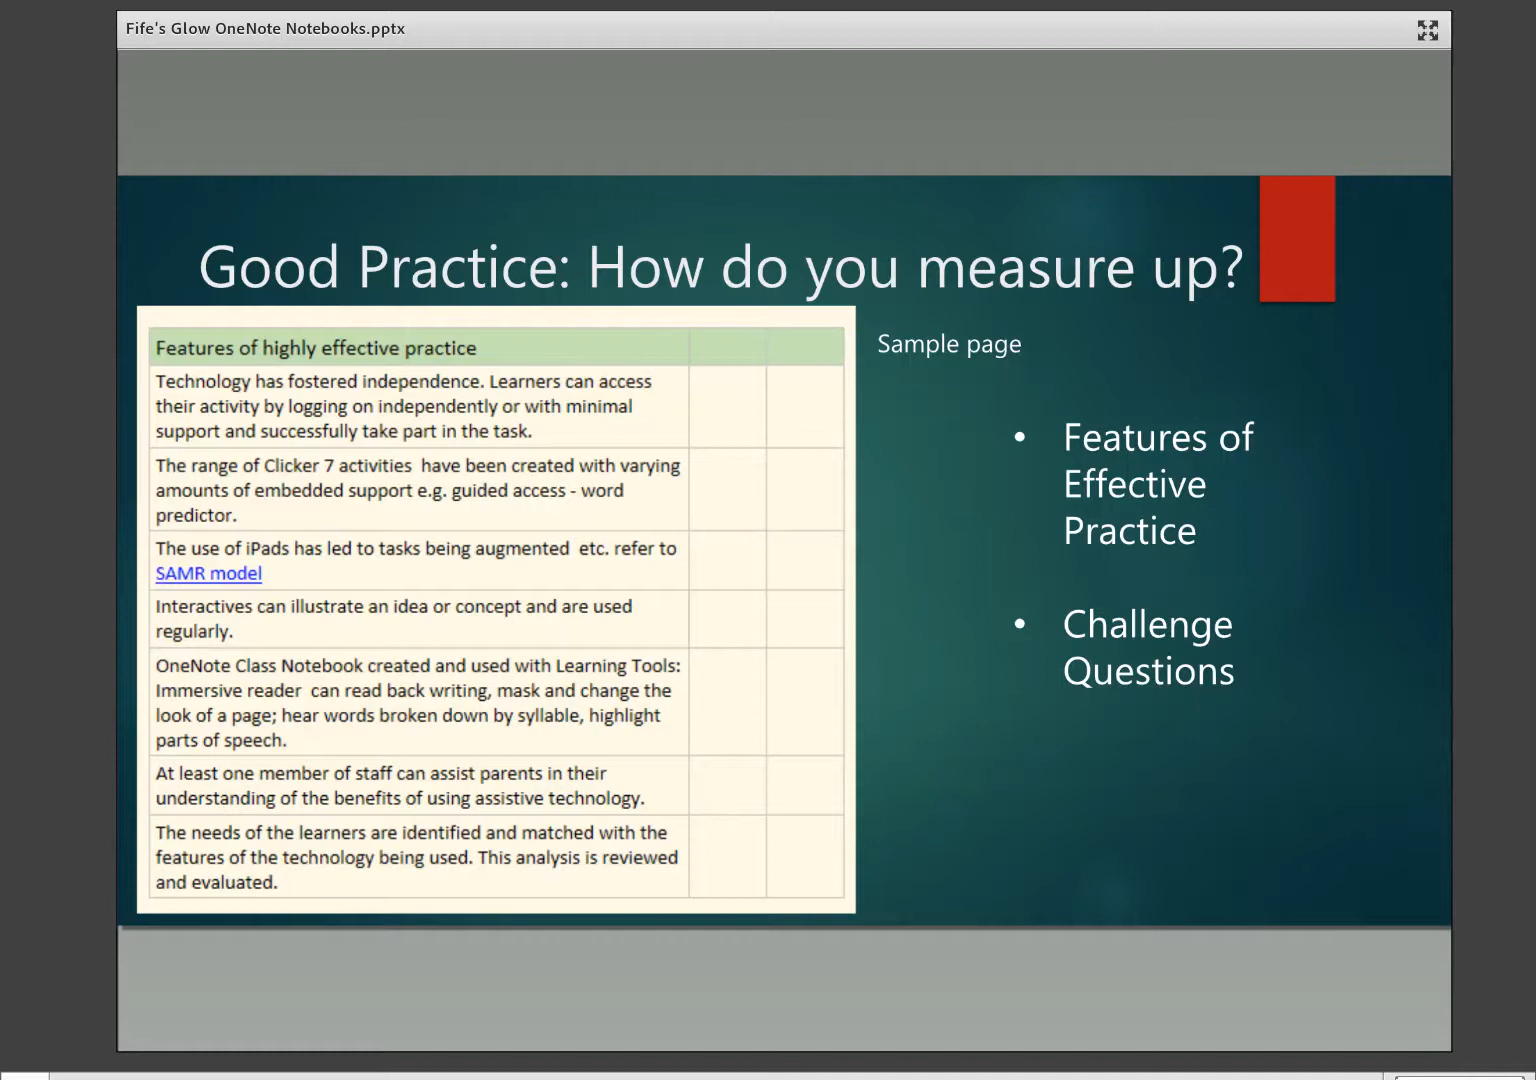 Fife's Glow OneNote Notebooks.pptx
Good Practice: How do you measure up?
Features of highly effective practice
Technology has fostered independence. Learners can access
their activity by logging on independently or with minimal
support and successfully take part in the task.
The range of Clicker 7 activities have been created with varying
amounts of embedded support e.g. guided access - word
predictor.
The use of iPads has led to tasks being augmented etc. refer to
SAMR model
Interactives can illustrate an idea or concept and are used
regularly.
OneNote Class Notebook created and used with Learning Tools:
Immersive reader can read back writing, mask and change the
look of a page; hear words broken down by syllable, highlight
parts of speech.
At least one member of staff can assist parents in their
understanding of the benefits of using assistive technology.
The needs of the learners are identified and matched with the
features of the technology being used. This analysis is reviewed
and evaluated.
Sample page
• Features of
Effective
Practice
• Challenge
Questions